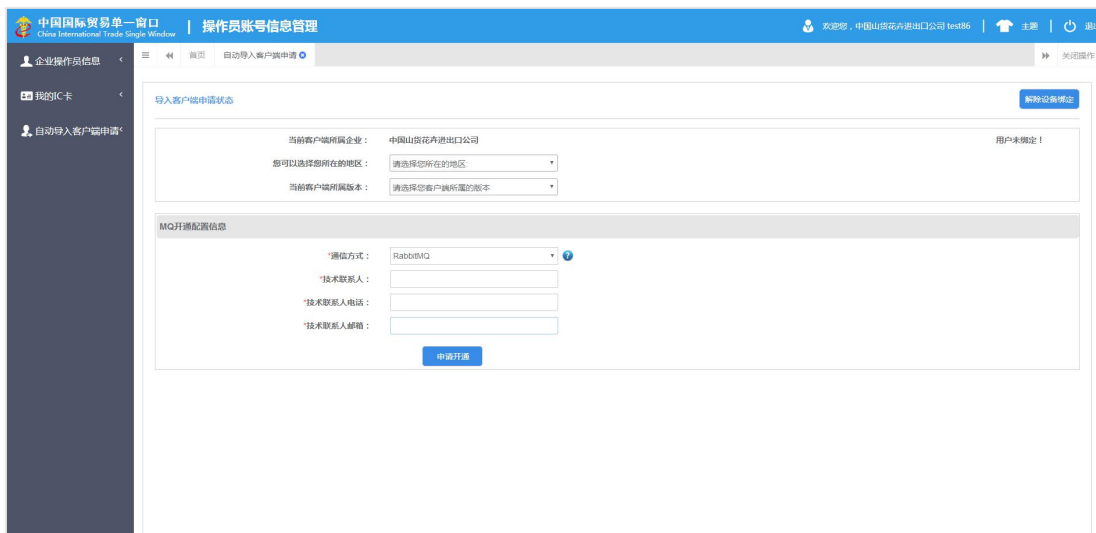 中国国际贸易单一窗口
China International Trade Single Window
| 操作员账号信息管理
欢迎您，中国山货花卉进出口公司 test86 | 主题 | 退
企业操作员信息
首页 自动导入客户端申请
关闭操作
我的IC卡
自动导入客户端申请
导入客户端申请状态
解除设备绑定
当前客户端所属企业： 中国山货花卉进出口公司 用户未绑定！
您可以选择您所在的地区： 请选择您所在的地区
当前客户端所属版本： 请选择您客户端所属的版本
MQ开通配置信息
*通信方式： RabbitMQ
*技术联系人：
*技术联系人电话：
*技术联系人邮箱：
申请开通